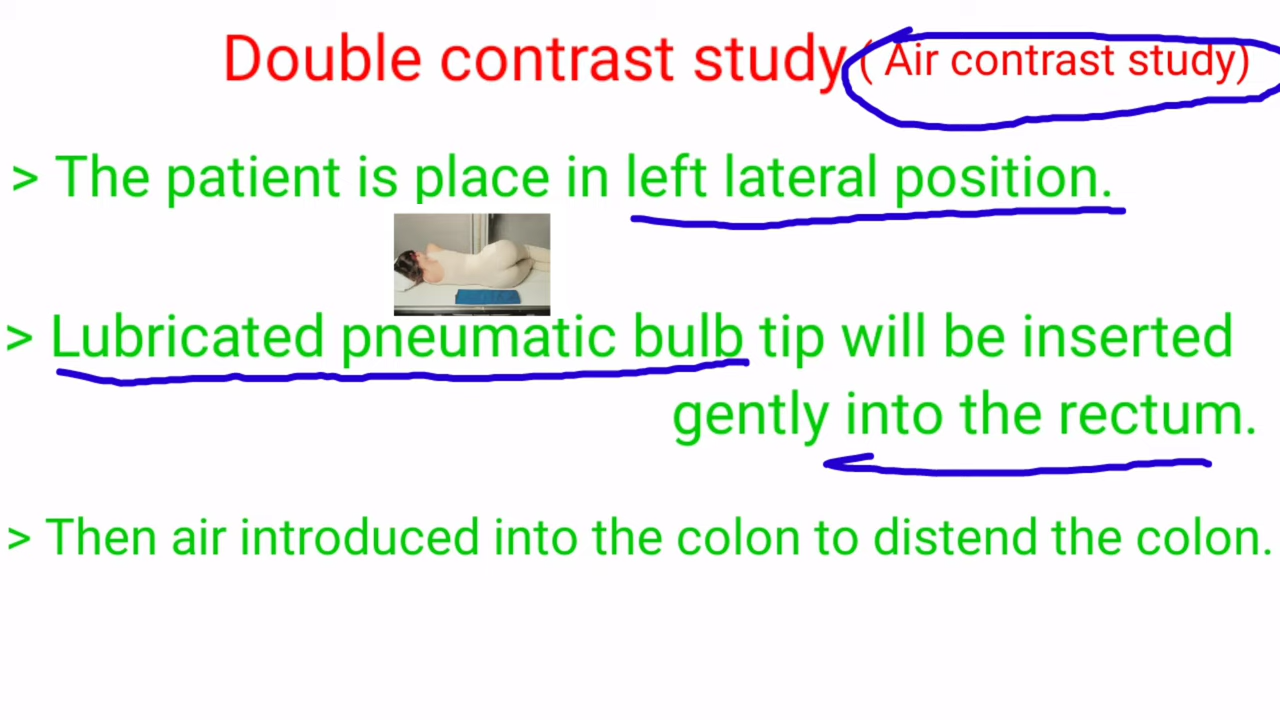 Double contrast study ( Air contrast study)
> The patient is place in left lateral position.
> Lubricated pneumatic bulb tip will be inserted
gently into the rectum.
> Then air introduced into the colon to distend the colon.